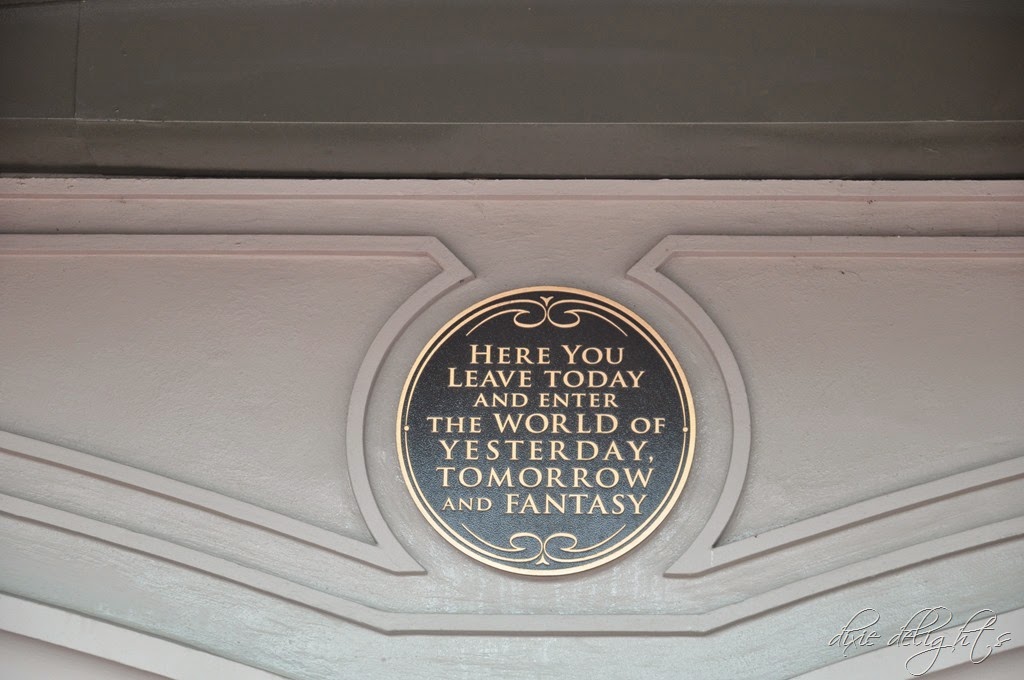 HERE YOU
LEAVE TODAY
AND ENTER
THE WORLD OF
YESTERDAY,
TOMORROW
AND FANTASY
dixie delights